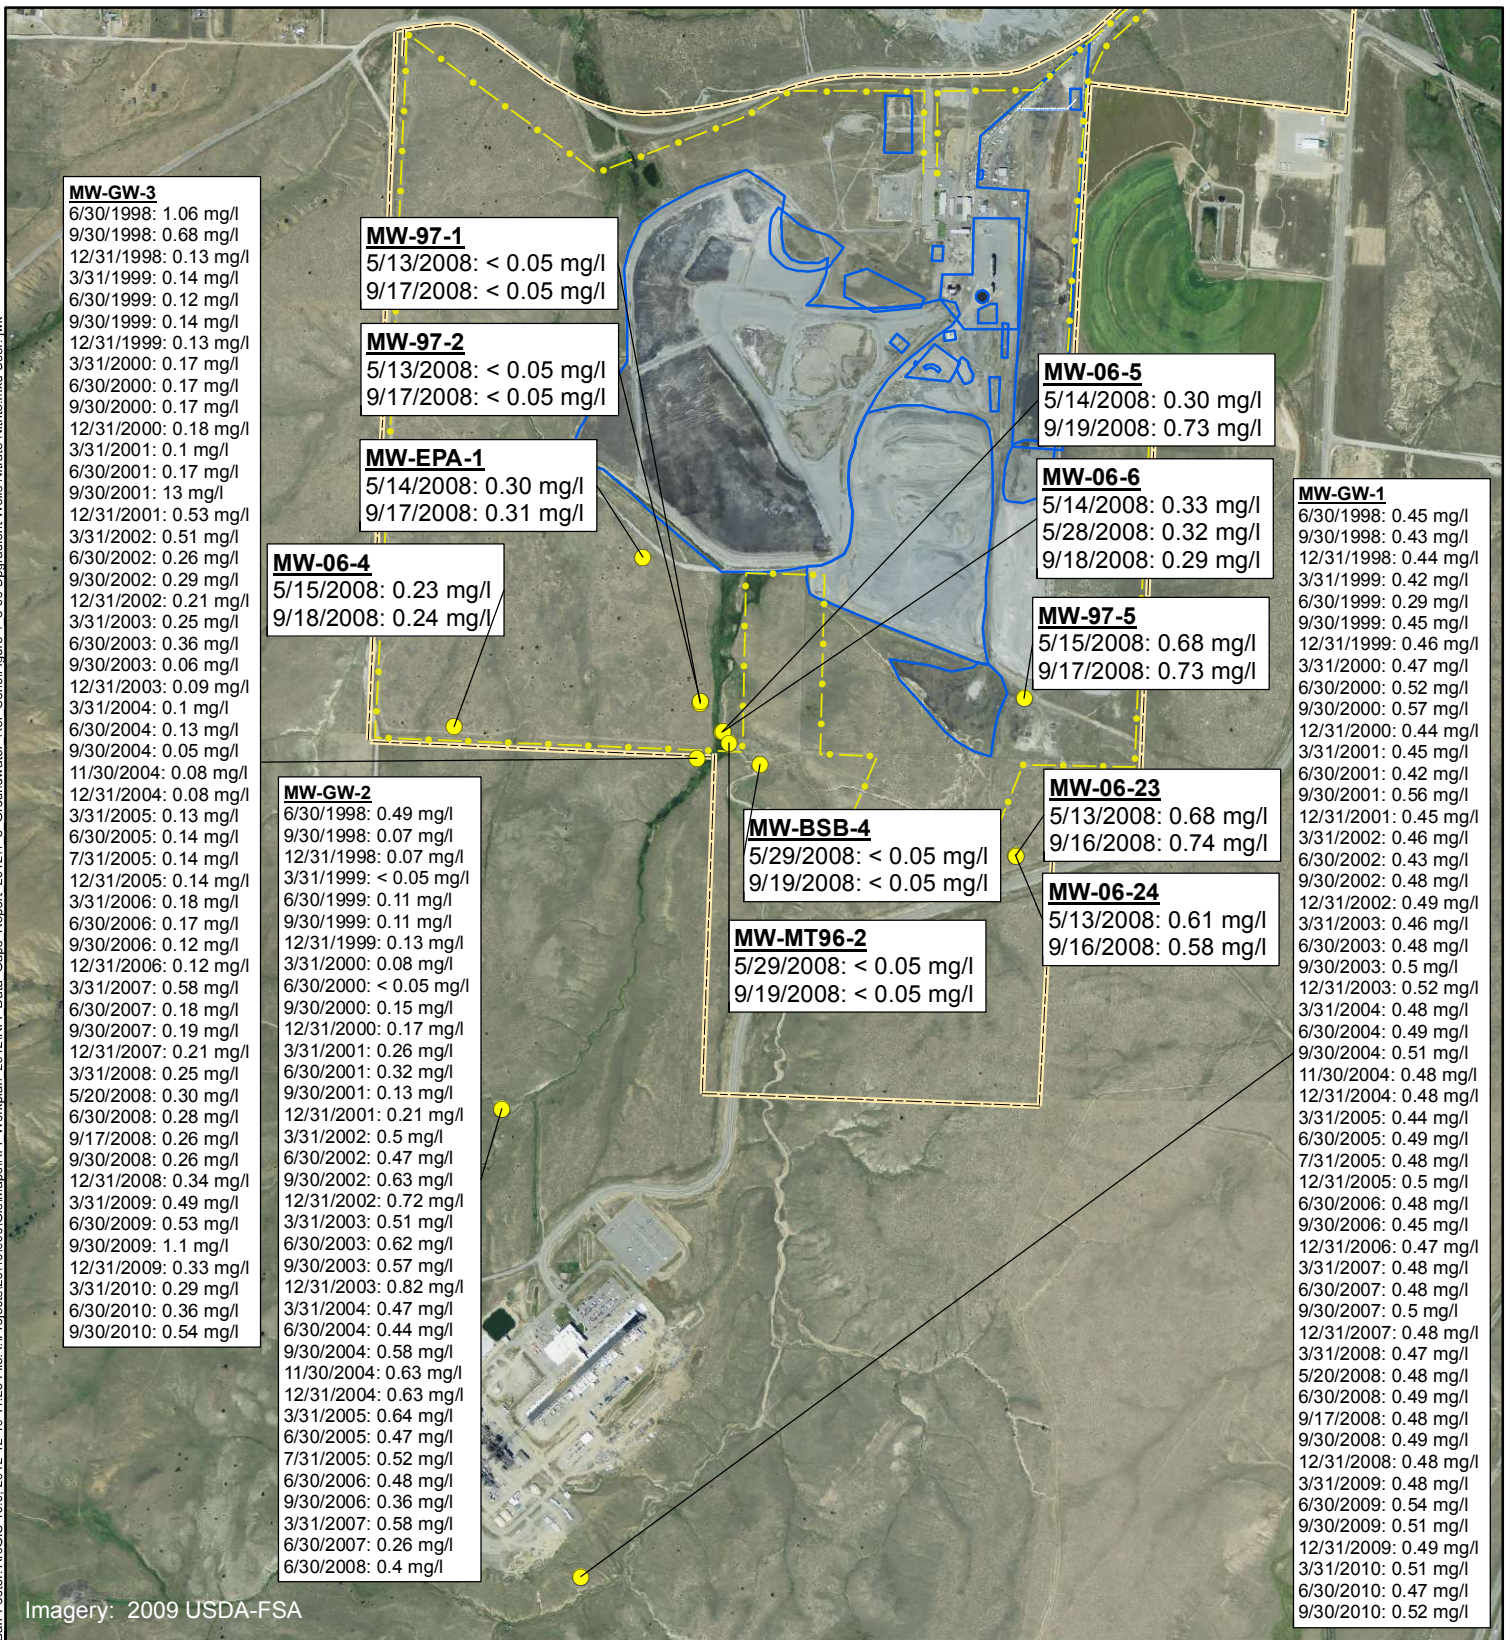 MW-GW-3
6/30/1998: 1.06 mg/l
9/30/1998: 0.68 mg/l
12/31/1998: 0.13 mg/l
3/31/1999: 0.14 mg/l
6/30/1999: 0.12 mg/l
9/30/1999: 0.14 mg/l
12/31/1999: 0.13 mg/l
3/31/2000: 0.17 mg/l
6/30/2000: 0.17 mg/l
9/30/2000: 0.17 mg/l
12/31/2000: 0.18 mg/l
3/31/2001: 0.1 mg/l
6/30/2001: 0.17 mg/l
9/30/2001: 13 mg/l
12/31/2001: 0.53 mg/l
3/31/2002: 0.51 mg/l
6/30/2002: 0.26 mg/l
9/30/2002: 0.29 mg/l
12/31/2002: 0.21 mg/l
3/31/2003: 0.25 mg/l
6/30/2003: 0.36 mg/l
9/30/2003: 0.06 mg/l
12/31/2003: 0.09 mg/l
3/31/2004: 0.1 mg/l
6/30/2004: 0.13 mg/l
9/30/2004: 0.05 mg/l
11/30/2004: 0.08 mg/l
12/31/2004: 0.08 mg/l
3/31/2005: 0.13 mg/l
6/30/2005: 0.14 mg/l
7/31/2005: 0.14 mg/l
12/31/2005: 0.14 mg/l
3/31/2006: 0.18 mg/l
6/30/2006: 0.17 mg/l
9/30/2006: 0.12 mg/l
12/31/2006: 0.12 mg/l
3/31/2007: 0.58 mg/l
6/30/2007: 0.18 mg/l
9/30/2007: 0.19 mg/l
12/31/2007: 0.21 mg/l
3/31/2008: 0.25 mg/l
5/20/2008: 0.30 mg/l
6/30/2008: 0.28 mg/l
9/17/2008: 0.26 mg/l
9/30/2008: 0.26 mg/l
12/31/2008: 0.34 mg/l
3/31/2009: 0.49 mg/l
6/30/2009: 0.53 mg/l
9/30/2009: 1.1 mg/l
12/31/2009: 0.33 mg/l
3/31/2010: 0.29 mg/l
6/30/2010: 0.36 mg/l
9/30/2010: 0.54 mg/l
MW-97-1
5/13/2008: < 0.05 mg/l
9/17/2008: < 0.05 mg/l
MW-97-2
5/13/2008: < 0.05 mg/l
9/17/2008: < 0.05 mg/l
MW-EPA-1
5/14/2008: 0.30 mg/l
9/17/2008: 0.31 mg/l
MW-06-4
5/15/2008: 0.23 mg/l
9/18/2008: 0.24 mg/l
MW-GW-2
6/30/1998: 0.49 mg/l
9/30/1998: 0.07 mg/l
12/31/1998: 0.07 mg/l
3/31/1999: < 0.05 mg/l
6/30/1999: 0.11 mg/l
9/30/1999: 0.11 mg/l
12/31/1999: 0.13 mg/l
3/31/2000: 0.08 mg/l
6/30/2000: < 0.05 mg/l
9/30/2000: 0.15 mg/l
12/31/2000: 0.17 mg/l
3/31/2001: 0.26 mg/l
6/30/2001: 0.32 mg/l
9/30/2001: 0.13 mg/l
12/31/2001: 0.21 mg/l
3/31/2002: 0.5 mg/l
6/30/2002: 0.47 mg/l
9/30/2002: 0.63 mg/l
12/31/2002: 0.72 mg/l
3/31/2003: 0.51 mg/l
6/30/2003: 0.62 mg/l
9/30/2003: 0.57 mg/l
12/31/2003: 0.82 mg/l
3/31/2004: 0.47 mg/l
6/30/2004: 0.44 mg/l
9/30/2004: 0.58 mg/l
11/30/2004: 0.63 mg/l
12/31/2004: 0.63 mg/l
3/31/2005: 0.64 mg/l
6/30/2005: 0.47 mg/l
7/31/2005: 0.52 mg/l
6/30/2006: 0.48 mg/l
9/30/2006: 0.36 mg/l
3/31/2007: 0.58 mg/l
6/30/2007: 0.26 mg/l
6/30/2008: 0.4 mg/l
MW-06-5
5/14/2008: 0.30 mg/l
9/19/2008: 0.73 mg/l
MW-06-6
5/14/2008: 0.33 mg/l
5/28/2008: 0.32 mg/l
9/18/2008: 0.29 mg/l
MW-97-5
5/15/2008: 0.68 mg/l
9/17/2008: 0.73 mg/l
MW-06-23
5/13/2008: 0.68 mg/l
9/16/2008: 0.74 mg/l
MW-06-24
5/13/2008: 0.61 mg/l
9/16/2008: 0.58 mg/l
MW-BSB-4
5/29/2008: < 0.05 mg/l
9/19/2008: < 0.05 mg/l
MW-MT96-2
5/29/2008: < 0.05 mg/l
9/19/2008: < 0.05 mg/l
MW-GW-1
6/30/1998: 0.45 mg/l
9/30/1998: 0.43 mg/l
12/31/1998: 0.44 mg/l
3/31/1999: 0.42 mg/l
6/30/1999: 0.29 mg/l
9/30/1999: 0.45 mg/l
12/31/1999: 0.46 mg/l
3/31/2000: 0.47 mg/l
6/30/2000: 0.52 mg/l
9/30/2000: 0.57 mg/l
12/31/2000: 0.44 mg/l
3/31/2001: 0.45 mg/l
6/30/2001: 0.42 mg/l
9/30/2001: 0.56 mg/l
12/31/2001: 0.45 mg/l
3/31/2002: 0.46 mg/l
6/30/2002: 0.43 mg/l
9/30/2002: 0.48 mg/l
12/31/2002: 0.49 mg/l
3/31/2003: 0.46 mg/l
6/30/2003: 0.48 mg/l
9/30/2003: 0.5 mg/l
12/31/2003: 0.52 mg/l
3/31/2004: 0.48 mg/l
6/30/2004: 0.49 mg/l
9/30/2004: 0.51 mg/l
11/30/2004: 0.48 mg/l
12/31/2004: 0.48 mg/l
3/31/2005: 0.44 mg/l
6/30/2005: 0.49 mg/l
7/31/2005: 0.48 mg/l
12/31/2005: 0.5 mg/l
6/30/2006: 0.48 mg/l
9/30/2006: 0.45 mg/l
12/31/2006: 0.47 mg/l
3/31/2007: 0.48 mg/l
6/30/2007: 0.48 mg/l
9/30/2007: 0.5 mg/l
12/31/2007: 0.48 mg/l
3/31/2008: 0.47 mg/l
5/20/2008: 0.48 mg/l
6/30/2008: 0.49 mg/l
9/17/2008: 0.48 mg/l
9/30/2008: 0.49 mg/l
12/31/2008: 0.48 mg/l
3/31/2009: 0.48 mg/l
6/30/2009: 0.54 mg/l
9/30/2009: 0.51 mg/l
12/31/2009: 0.49 mg/l
3/31/2010: 0.51 mg/l
6/30/2010: 0.47 mg/l
9/30/2010: 0.52 mg/l
Imagery: 2009 USDA-FSA